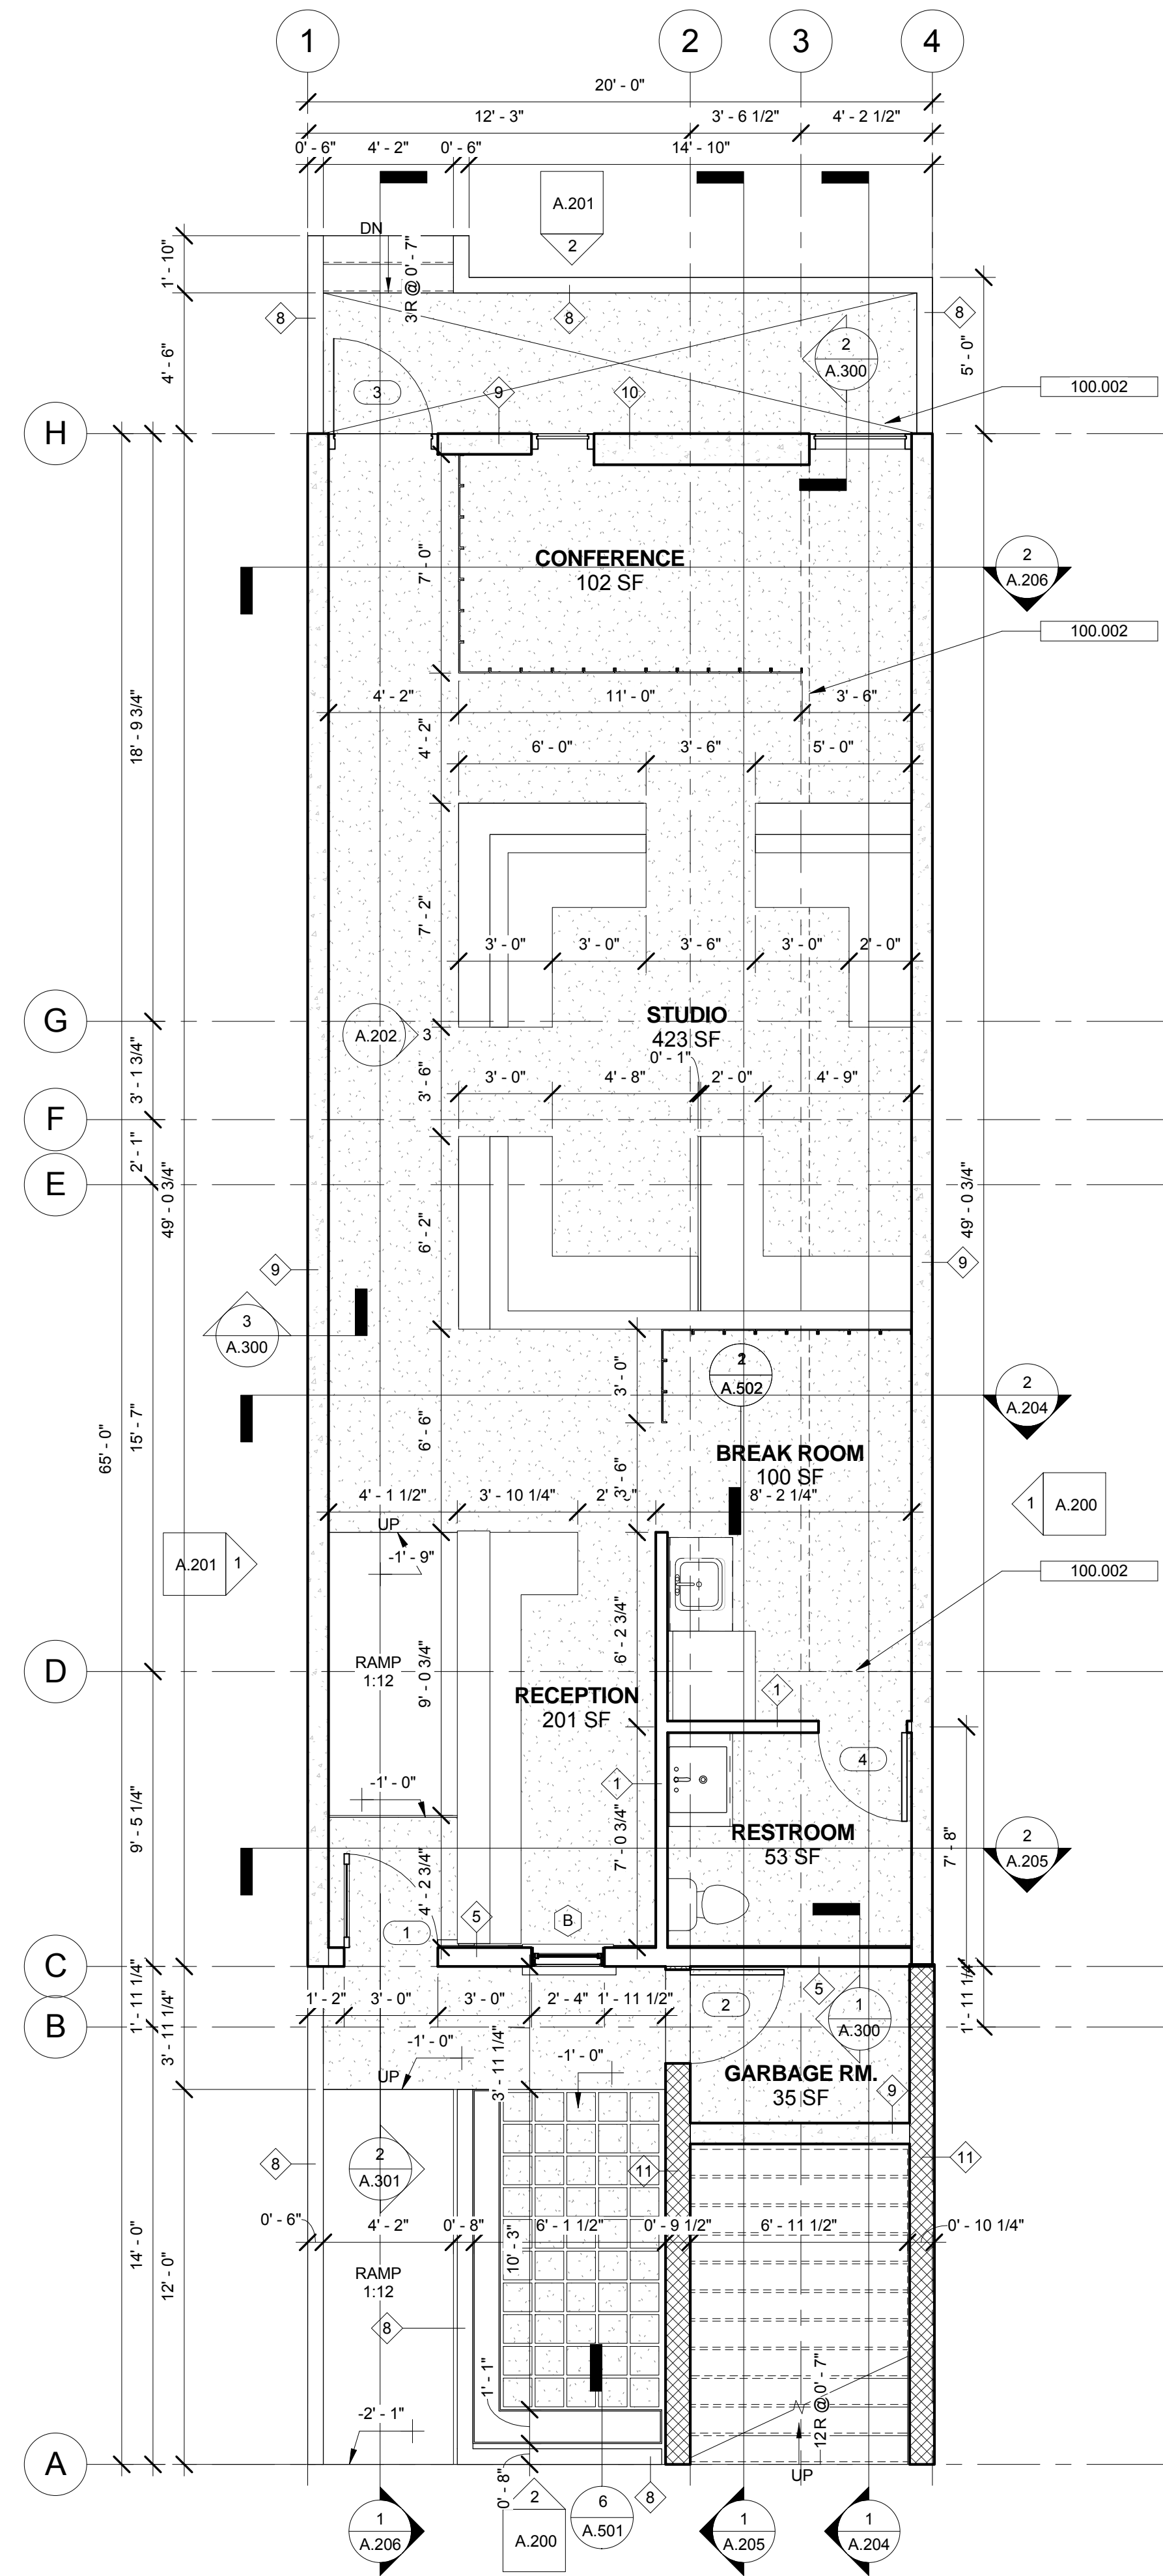 1
2
3
4
20' - 0"
12' - 3"
3' - 6 1/2"
4' - 2 1/2"
0' - 6"
4' - 2"
0' - 6"
14' - 10"
A.201
2
DN
3R @ 0' - 7"
1' - 10"
4' - 6"
8
8
8
5' - 0"
2
A.300
3
9
10
100.002
H
CONFERENCE
102 SF
7' - 0"
2
A.206
100.002
4' - 2"
11' - 0"
3' - 6"
18' - 9 3/4"
4' - 2"
6' - 0"
3' - 6"
5' - 0"
7' - 2"
3' - 0"
3' - 0"
3' - 6"
3' - 0"
2' - 0"
G
STUDIO
423 SF
A.202
3
0' - 1"
3' - 1 3/4"
3' - 6"
3' - 0"
4' - 8"
2' - 0"
4' - 9"
F
2' - 1"
E
49' - 0 3/4"
49' - 0 3/4"
6' - 2"
9
9
3
A.300
3' - 0"
2
A.502
2
A.204
65' - 0"
15' - 7"
6' - 6"
BREAK ROOM
100 SF
3' - 6"
4' - 1 1/2"
3' - 10 1/4"
8' - 2 1/4"
1
A.200
UP
-1' - 9"
A.201
1
100.002
6' - 2 3/4"
D
RAMP
1:12
9' - 0 3/4"
RECEPTION
201 SF
1
-1' - 0"
1
4
9' - 5 1/4"
RESTROOM
53 SF
7' - 0 3/4"
7' - 8"
2
A.205
4' - 2 3/4"
1
5
B
C
1' - 11 1/4"
5
1' - 2"
3' - 0"
3' - 0"
2' - 4"
1' - 11 1/2"
2
1
A.300
1' - 11 1/4"
B
3' - 11 1/4"
-1' - 0"
3' - 11 1/4"
-1' - 0"
GARBAGE RM.
35 SF
UP
9
8
2
A.301
11
11
0' - 6"
4' - 2"
0' - 8"
6' - 1 1/2"
0' - 9 1/2"
6' - 11 1/2"
0' - 10 1/4"
14' - 0"
12' - 0"
10' - 3"
RAMP
1:12
8
1' - 1"
12R @ 0' - 7"
-2' - 1"
A
UP
0' - 8"
8
1
A.206
2
A.200
6
A.501
1
A.205
1
A.204